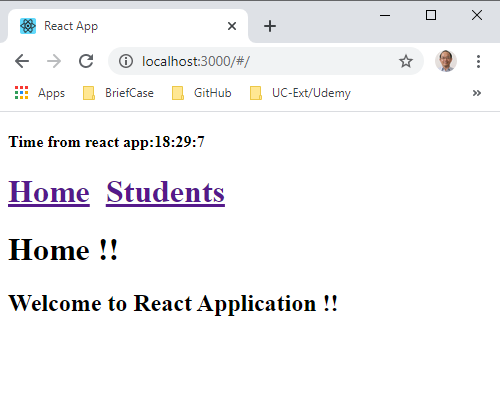 React App
localhost:3000/#/
Apps BriefCase GitHub UC-Ext/Udemy »
Time from react app:18:29:7
Home Students
Home !!
Welcome to React Application !!